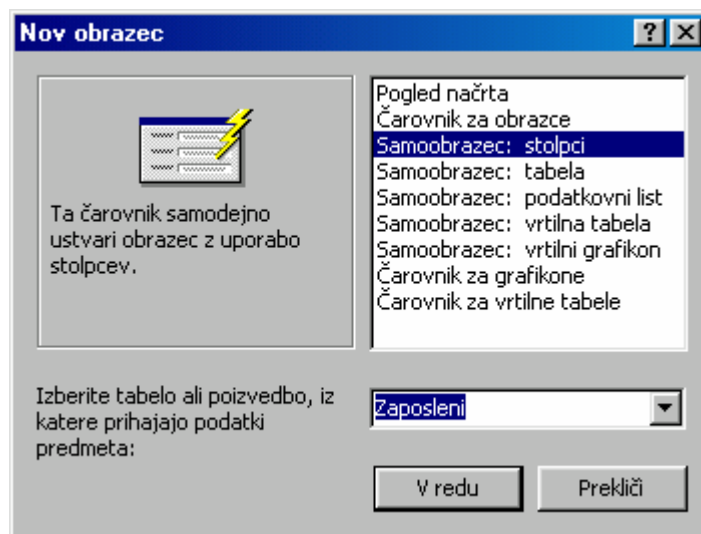 Nov obrazec
Ta čarovnik samodejno
ustvari obrazec z uporabo
stolpcev.
Pogled načrta
Čarovnik za obrazce
Samoobrazec: stolpci
Samoobrazec: tabela
Samoobrazec: podatkovni list
Samoobrazec: vrtilna tabela
Samoobrazec: vrtilni grafikon
Čarovnik za grafikone
Čarovnik za vrtilne tabele
Izberite tabelo ali poizvedbo, iz
katere prihajajo podatki
predmeta:
Zaposleni
V redu
Prekliči